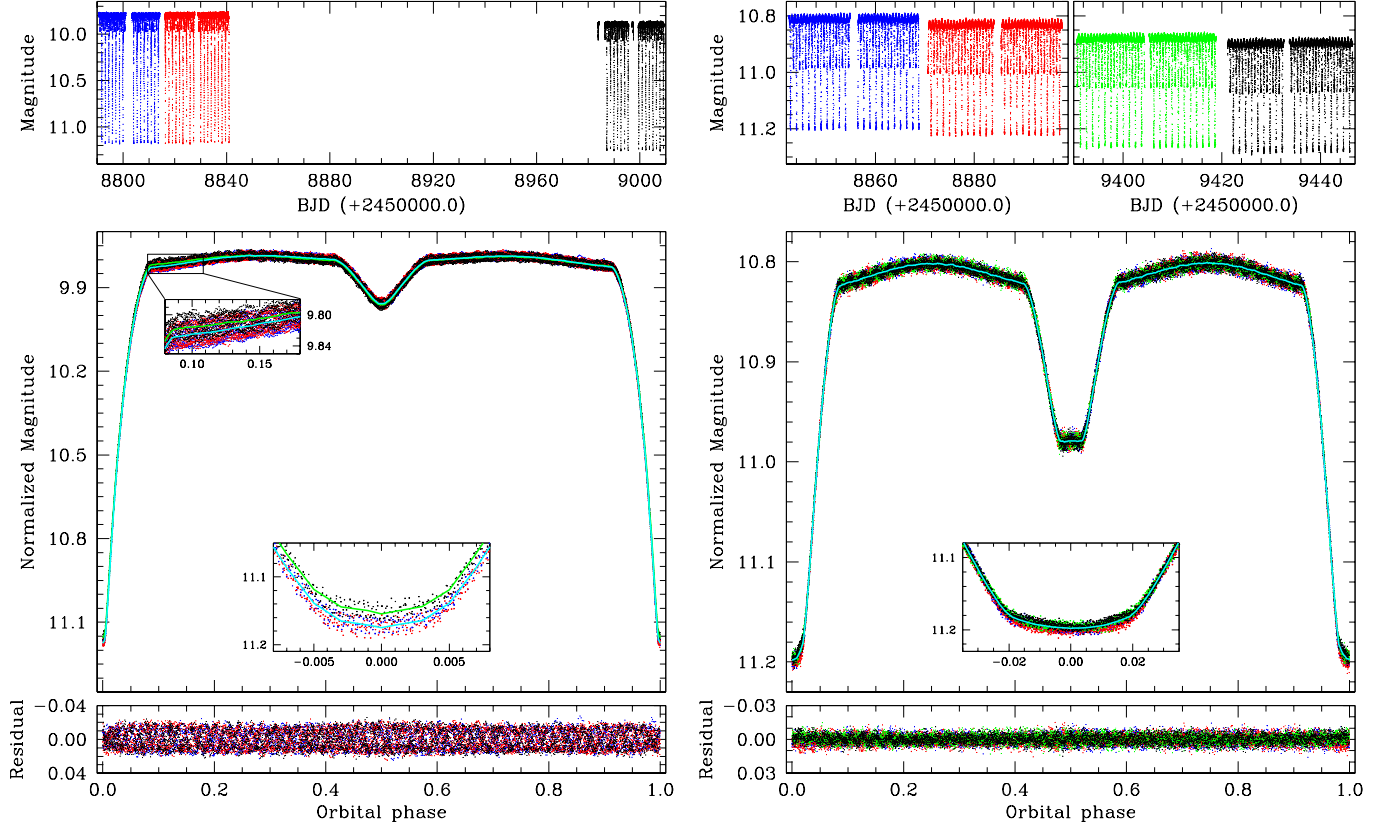 Magnitude
10.0
10.5
11.0
8800 8840 8880 8920 8960 9000
BJD (+2450000.0)
Magnitude
10.8
11.0
11.2
8860 8880
BJD (+2450000.0)
9400 9420 9440
BJD (+2450000.0)
Normalized Magnitude
9.9
10.2
10.5
10.8
11.1
9.80
9.84
0.10 0.15
11.1
11.2
−0.005 0.000 0.005
Residual
−0.04
0.00
0.04
0.0 0.2 0.4 0.6 0.8 1.0
Orbital phase
Normalized Magnitude
10.8
10.9
11.0
11.1
11.2
11.1
11.2
−0.02 0.00 0.02
Residual
−0.03
0.00
0.03
0.0 0.2 0.4 0.6 0.8 1.0
Orbital phase